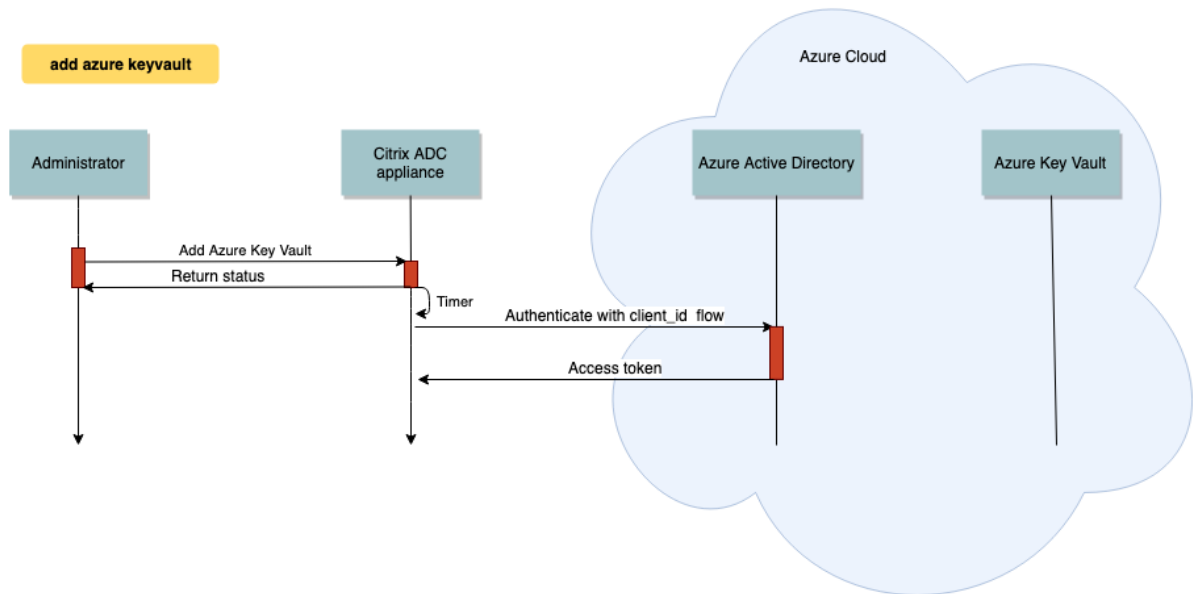 Azure Cloud
add azure keyvault
Administrator
Citrix ADC
appliance
Azure Active Directory
Azure Key Vault
Add Azure Key Vault
Return status
Timer
Authenticate with client_id flow
Access token